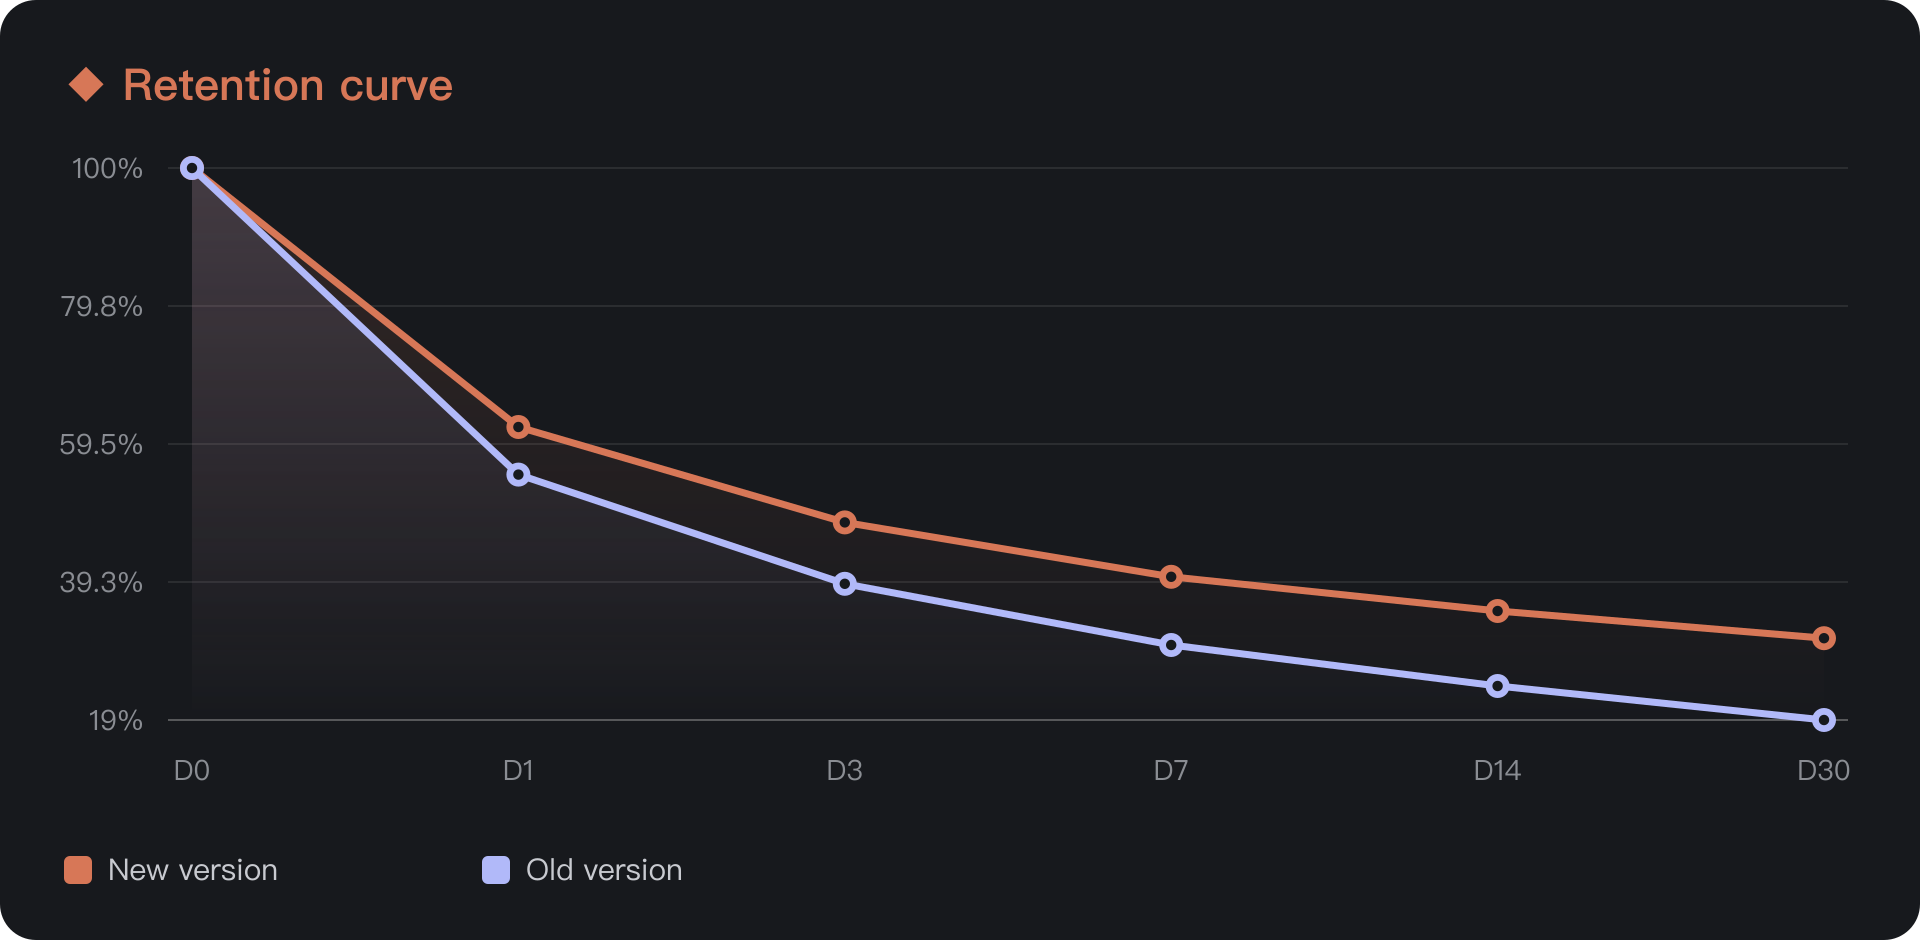 Retention curve
100%
79.8%
59.5%
39.3%
19%
D0 D1 D3 D7 D14 D30
New version Old version